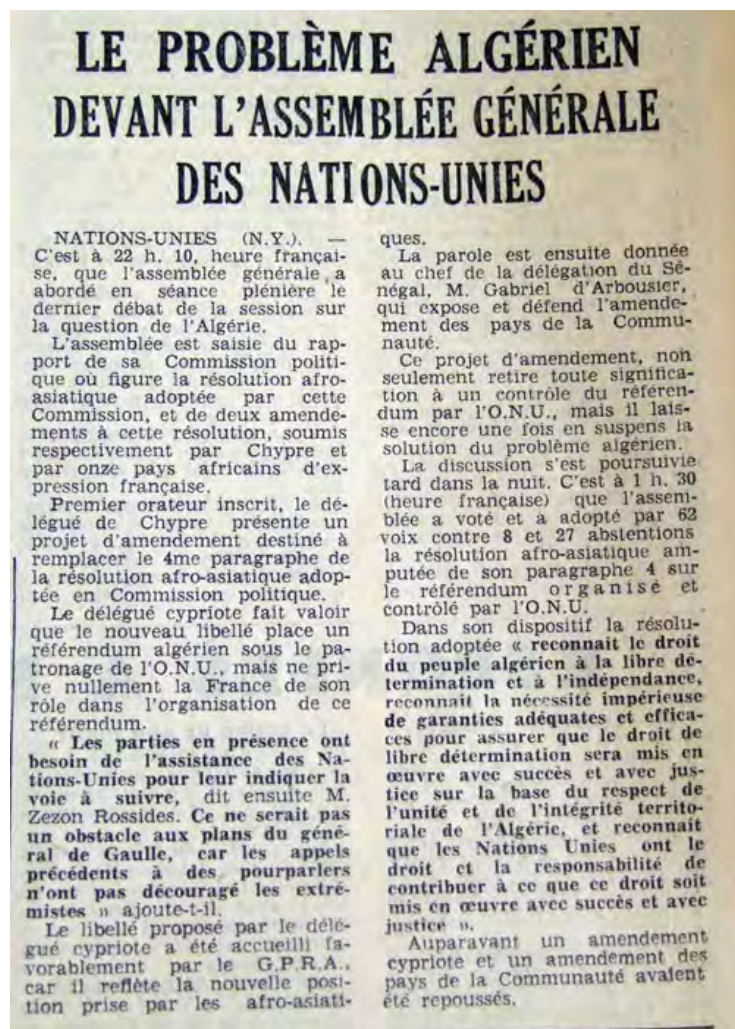 LE PROBLÈME ALGÉRIEN
DEVANT L'ASSEMBLÉE GÉNÉRALE
DES NATIONS-UNIES
NATIONS-UNIES (N.Y.). —
C'est à 22 h. 10, heure françai-
se, que l'assemblée générale a
abordé en séance plénière le
dernier débat de la session sur
la question de l'Algérie.
L'assemblée est saisie du rap-
port de sa Commission politi-
que où figure la résolution afro-
asiatique adoptée par cette
Commission, et de deux amende-
ments à cette résolution, soumis
respectivement par Chypre et
par onze pays africains d'ex-
pression française.
Premier orateur inscrit, le dé-
légué de Chypre présente un
projet d'amendement destiné à
remplacer le 4me paragraphe de
la résolution afro-asiatique adop-
tée en Commission politique.
Le délégué cypriote fait valoir
que le nouveau libellé place un
référendum algérien sous le pa-
tronage de l'O.N.U., mais ne pri-
ve nullement la France de son
rôle dans l'organisation de ce
référendum.
« Les parties en présence ont
besoin de l'assistance des Na-
tions-Unies pour leur indiquer la
voie à suivre, dit ensuite M.
Zezon Rossides. Ce ne serait pas
un obstacle aux plans du géné-
ral de Gaulle, car les appels
précédents à des pourparlers
n'ont pas découragé les extré-
mistes » ajoute-t-il.
Le libellé proposé par le délé-
gué cypriote a été accueilli fa-
vorablement par le G.P.R.A.,
car il reflète la nouvelle posi-
tion prise par les afro-asiati-
ques.
La parole est ensuite donnée
au chef de la délégation du Sé-
négal, M. Gabriel d'Arbousier,
qui expose et défend l'amende-
ment des pays de la Commu-
nauté.
Ce projet d'amendement, non
seulement retire toute significa-
tion à un contrôle du référen-
dum par l'O.N.U., mais il lais-
se encore une fois en suspens la
solution du problème algérien.
La discussion s'est poursuivie
tard dans la nuit. C'est à 1 h. 30
(heure française) que l'assem-
blée a voté et a adopté par 62
voix contre 8 et 27 abstentions
la résolution afro-asiatique am-
putée de son paragraphe 4 sur
le référendum organisé et
contrôlé par l'O.N.U.
Dans son dispositif la résolu-
tion adoptée « reconnait le droit
du peuple algérien à la libre dé-
termination et à l'indépendance,
reconnait la nécessité impérieuse
de garanties adéquates et effica-
ces pour assurer que le droit de
libre détermination sera mis en
œuvre avec succès et avec jus-
tice sur la base du respect de
l'unité et de l'intégrité territo-
riale de l'Algérie, et reconnait
que les Nations Unies ont le
droit et la responsabilité de
contribuer à ce que ce droit soit
mis en œuvre avec succès et avec
justice ».
Auparavant un amendement
cypriote et un amendement des
pays de la Communauté avaient
été repoussés.